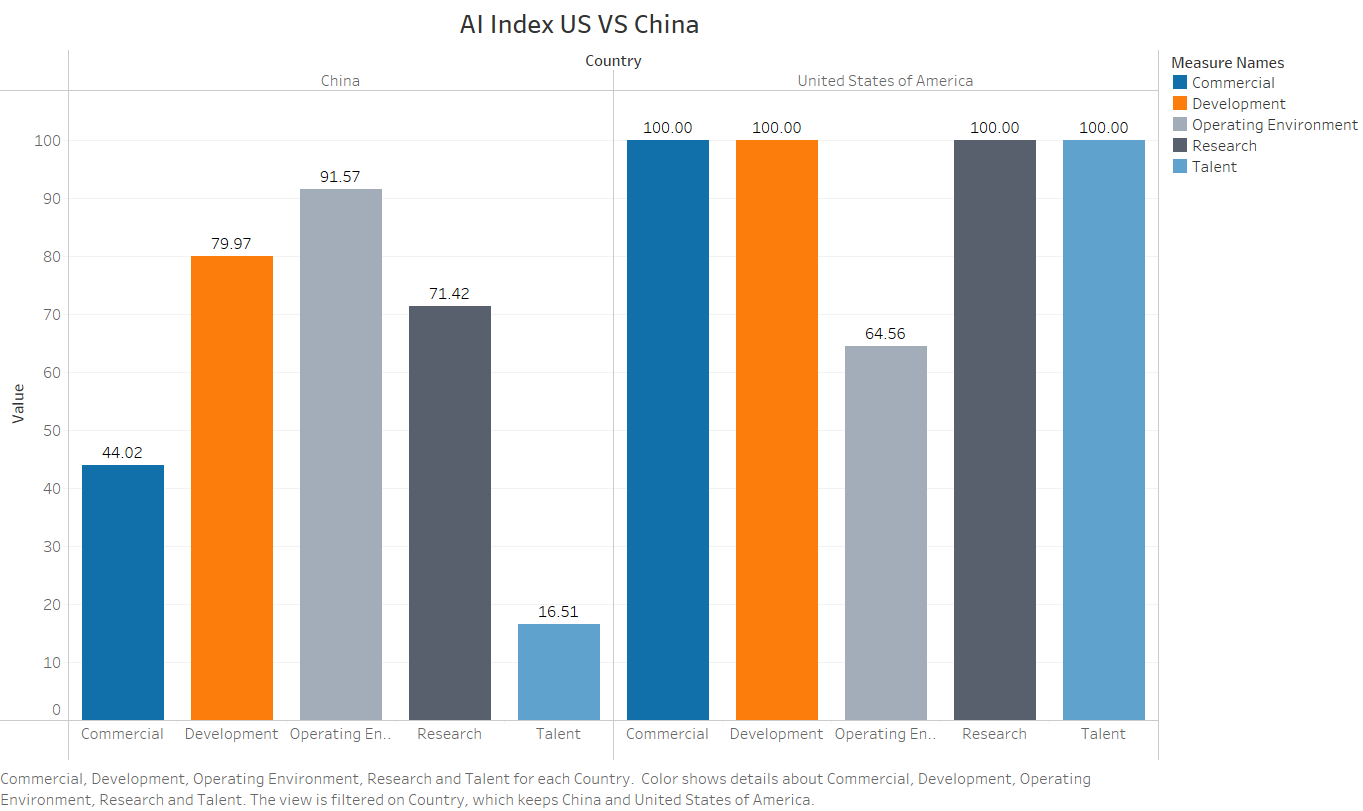 AI Index US VS China
Country
China United States of America
Measure Names
Commercial
Development
Operating Environment
Research
Talent
Value
100
90
80
70
60
50
40
30
20
10
0
44.02 79.97 91.57 71.42 16.51 100.00 100.00 64.56 100.00 100.00
Commercial Development Operating En.. Research Talent Commercial Development Operating En.. Research Talent
Commercial, Development, Operating Environment, Research and Talent for each Country. Color shows details about Commercial, Development, Operating
Environment, Research and Talent. The view is filtered on Country, which keeps China and United States of America.